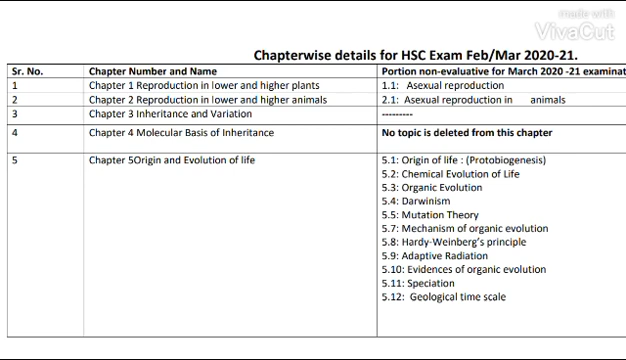 made with
VivaCut
Chapterwise details for HSC Exam Feb/Mar 2020-21.
Sr. No. Chapter Number and Name Portion non-evaluative for March 2020 -21 examinat
1 Chapter 1 Reproduction in lower and higher plants 1.1: Asexual reproduction
2 Chapter 2 Reproduction in lower and higher animals 2.1: Asexual reproduction in animals
3 Chapter 3 Inheritance and Variation ---------
4 Chapter 4 Molecular Basis of Inheritance No topic is deleted from this chapter
5 Chapter 5Origin and Evolution of life 5.1: Origin of life : (Protobiogenesis)
5.2: Chemical Evolution of Life
5.3: Organic Evolution
5.4: Darwinism
5.5: Mutation Theory
5.7: Mechanism of organic evolution
5.8: Hardy-Weinberg's principle
5.9: Adaptive Radiation
5.10: Evidences of organic evolution
5.11: Speciation
5.12: Geological time scale